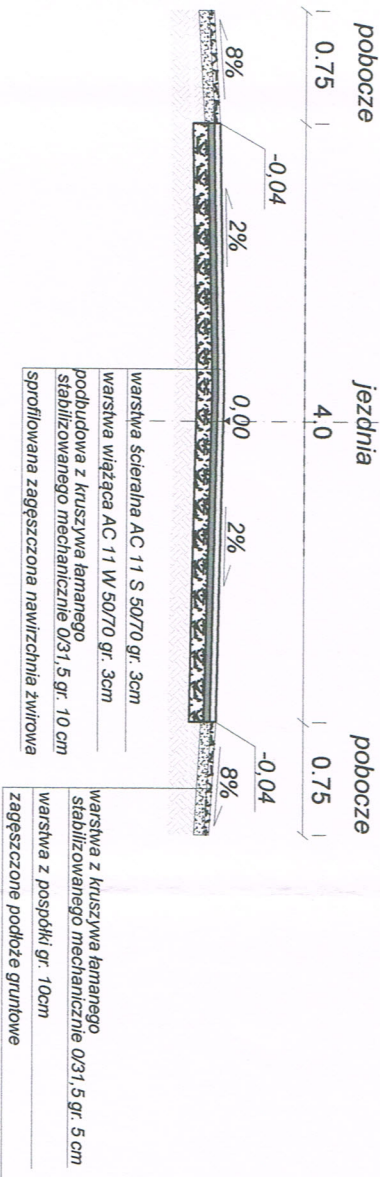 pobocze
jezdnia
pobocze
0.75
4.0
0.75
8%
-0,04
2%
0,00
2%
-0,04
8%
warstwa ścieralna AC 11 S 50/70 gr. 3cm
warstwa wiążąca AC 11 W 50/70 gr. 3cm
podbudowa z kruszywa łamanego
stabilizowanego mechanicznie 0/31,5 gr. 10 cm
sprofilowana zagęszczona nawirzchnia żwirowa
warstwa z kruszywa łamanego
stabilizowanego mechanicznie 0/31,5 gr. 5 cm
warstwa z pospółki gr. 10cm
zagęszczone podłoże gruntowe